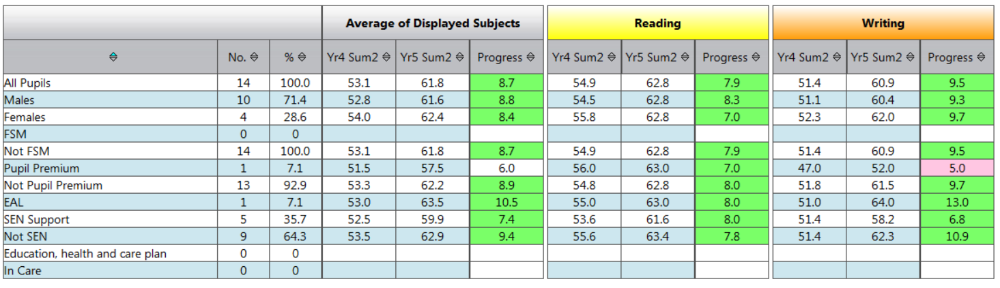 Average of Displayed Subjects Reading Writing
No. % Yr4 Sum2 Yr5 Sum2 Progress Yr4 Sum2 Yr5 Sum2 Progress Yr4 Sum2 Yr5 Sum2 Progress
All Pupils 14 100.0 53.1 61.8 8.7 54.9 62.8 7.9 51.4 60.9 9.5
Males 10 71.4 52.8 61.6 8.8 54.5 62.8 8.3 51.1 60.4 9.3
Females 4 28.6 54.0 62.4 8.4 55.8 62.8 7.0 52.3 62.0 9.7
FSM 0 0
Not FSM 14 100.0 53.1 61.8 8.7 54.9 62.8 7.9 51.4 60.9 9.5
Pupil Premium 1 7.1 51.5 57.5 6.0 56.0 63.0 7.0 47.0 52.0 5.0
Not Pupil Premium 13 92.9 53.3 62.2 8.9 54.8 62.8 8.0 51.8 61.5 9.7
EAL 1 7.1 53.0 63.5 10.5 55.0 63.0 8.0 51.0 64.0 13.0
SEN Support 5 35.7 52.5 59.9 7.4 53.6 61.6 8.0 51.4 58.2 6.8
Not SEN 9 64.3 53.5 62.9 9.4 55.6 63.4 7.8 51.4 62.3 10.9
Education, health and care plan 0 0
In Care 0 0